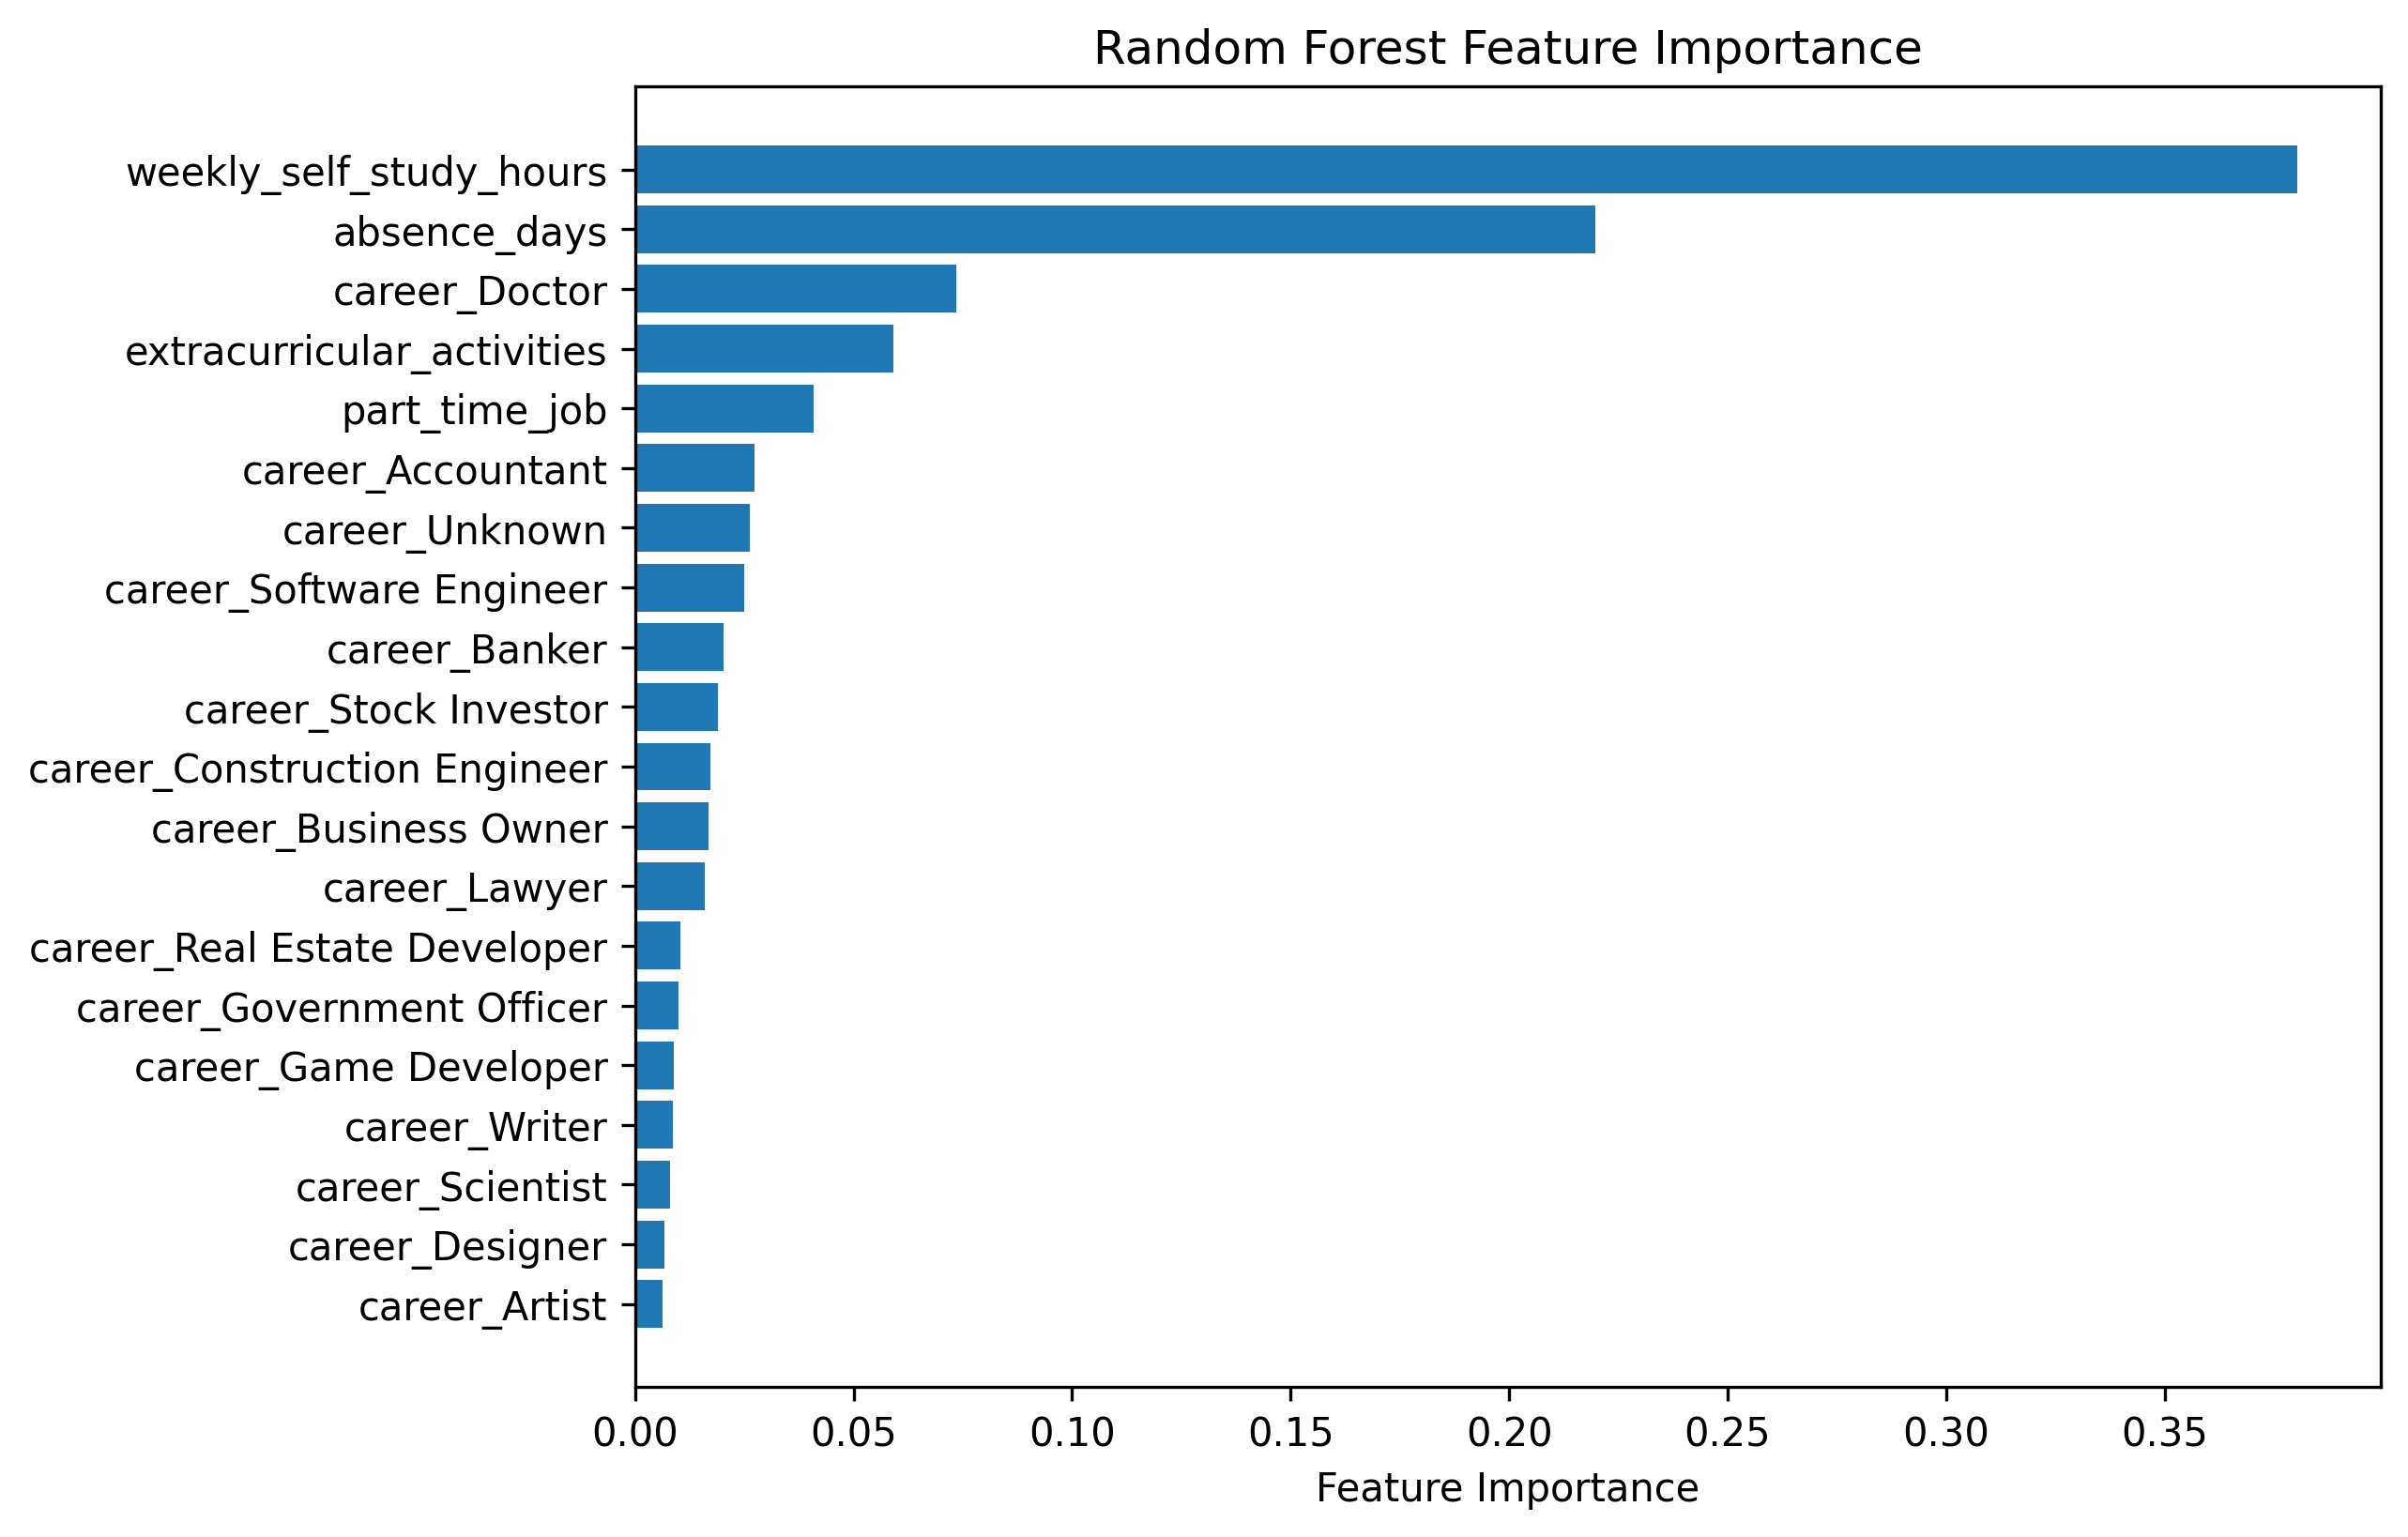 Random Forest Feature Importance
weekly_self_study_hours
absence_days
career_Doctor
extracurricular_activities
part_time_job
career_Accountant
career_Unknown
career_Software Engineer
career_Banker
career_Stock Investor
career_Construction Engineer
career_Business Owner
career_Lawyer
career_Real Estate Developer
career_Government Officer
career_Game Developer
career_Writer
career_Scientist
career_Designer
career_Artist
0.00 0.05 0.10 0.15 0.20 0.25 0.30 0.35
Feature Importance